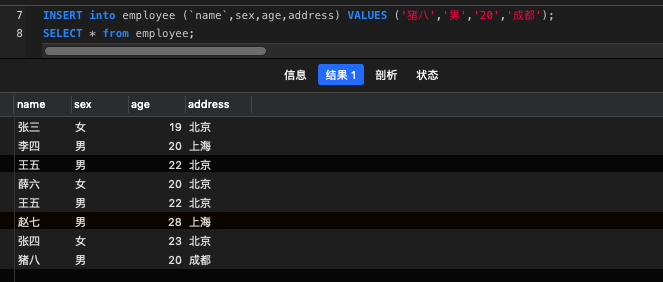 7 INSERT into employee (`name`,sex,age,address) VALUES ('猪八','男','20','成都');
8 SELECT * from employee;
信息 结果 1 剖析 状态
name sex age address
张三 女 19 北京
李四 男 20 上海
王五 男 22 北京
薛六 女 20 北京
王五 男 22 北京
赵七 男 28 上海
张四 女 23 北京
猪八 男 20 成都